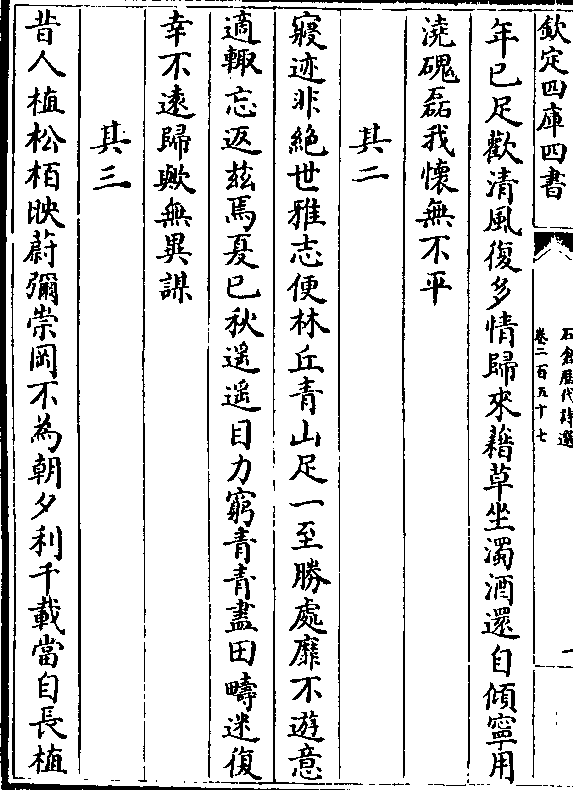 欽定四庫四書
石倉歷代詩選
卷二百五十七
一
年已足歡清風復多情歸來藉草坐濁酒還自傾寧用
澆磈磊我懷無不平
其二
寢迹非絶世雅志便林丘青山足一至勝處靡不遊意
適輙忘返兹焉夏已秋遥遥目力窮青青盡田疇迷復
幸不逺歸歟無異謀
其三
昔人植松栢映蔚彌崇岡不為朝夕利千載當自長植